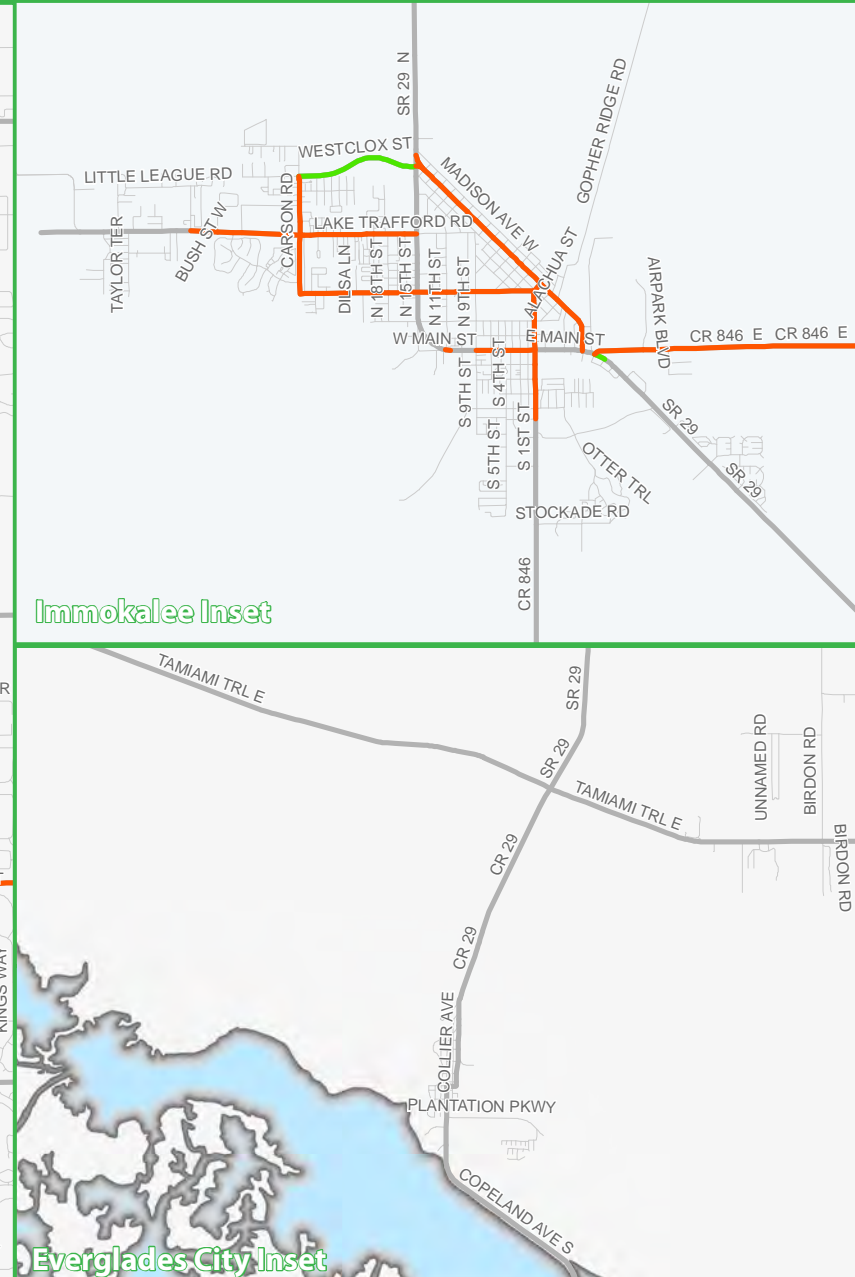 SR 29 N
GOPHER RIDGE RD
WESTCLOX ST
MADISON AVE W
LITTLE LEAGUE RD
CARSON RD
LAKE TRAFFORD RD
BUSH ST W
TAYLOR TER
DILSA LN
N 18TH ST
N 15TH ST
N 11TH ST
N 9TH ST
ALACHUA ST
AIRPARK BLVD
W MAIN ST
E MAIN ST
CR 846 E
CR 846 E
S 9TH ST
S 4TH ST
S 5TH ST
S 1ST ST
SR 29
SR 29
OTTER TRL
STOCKADE RD
CR 846
Immokalee Inset
TAMIAMI TRL E
SR 29
SR 29
TAMIAMI TRL E
UNNAMED RD
BIRDON RD
BIRDON RD
CR 29
CR 29
KINGS WAY
COLLIER AVE
PLANTATION PKWY
COPELAND AVE S
Everglades City Inset